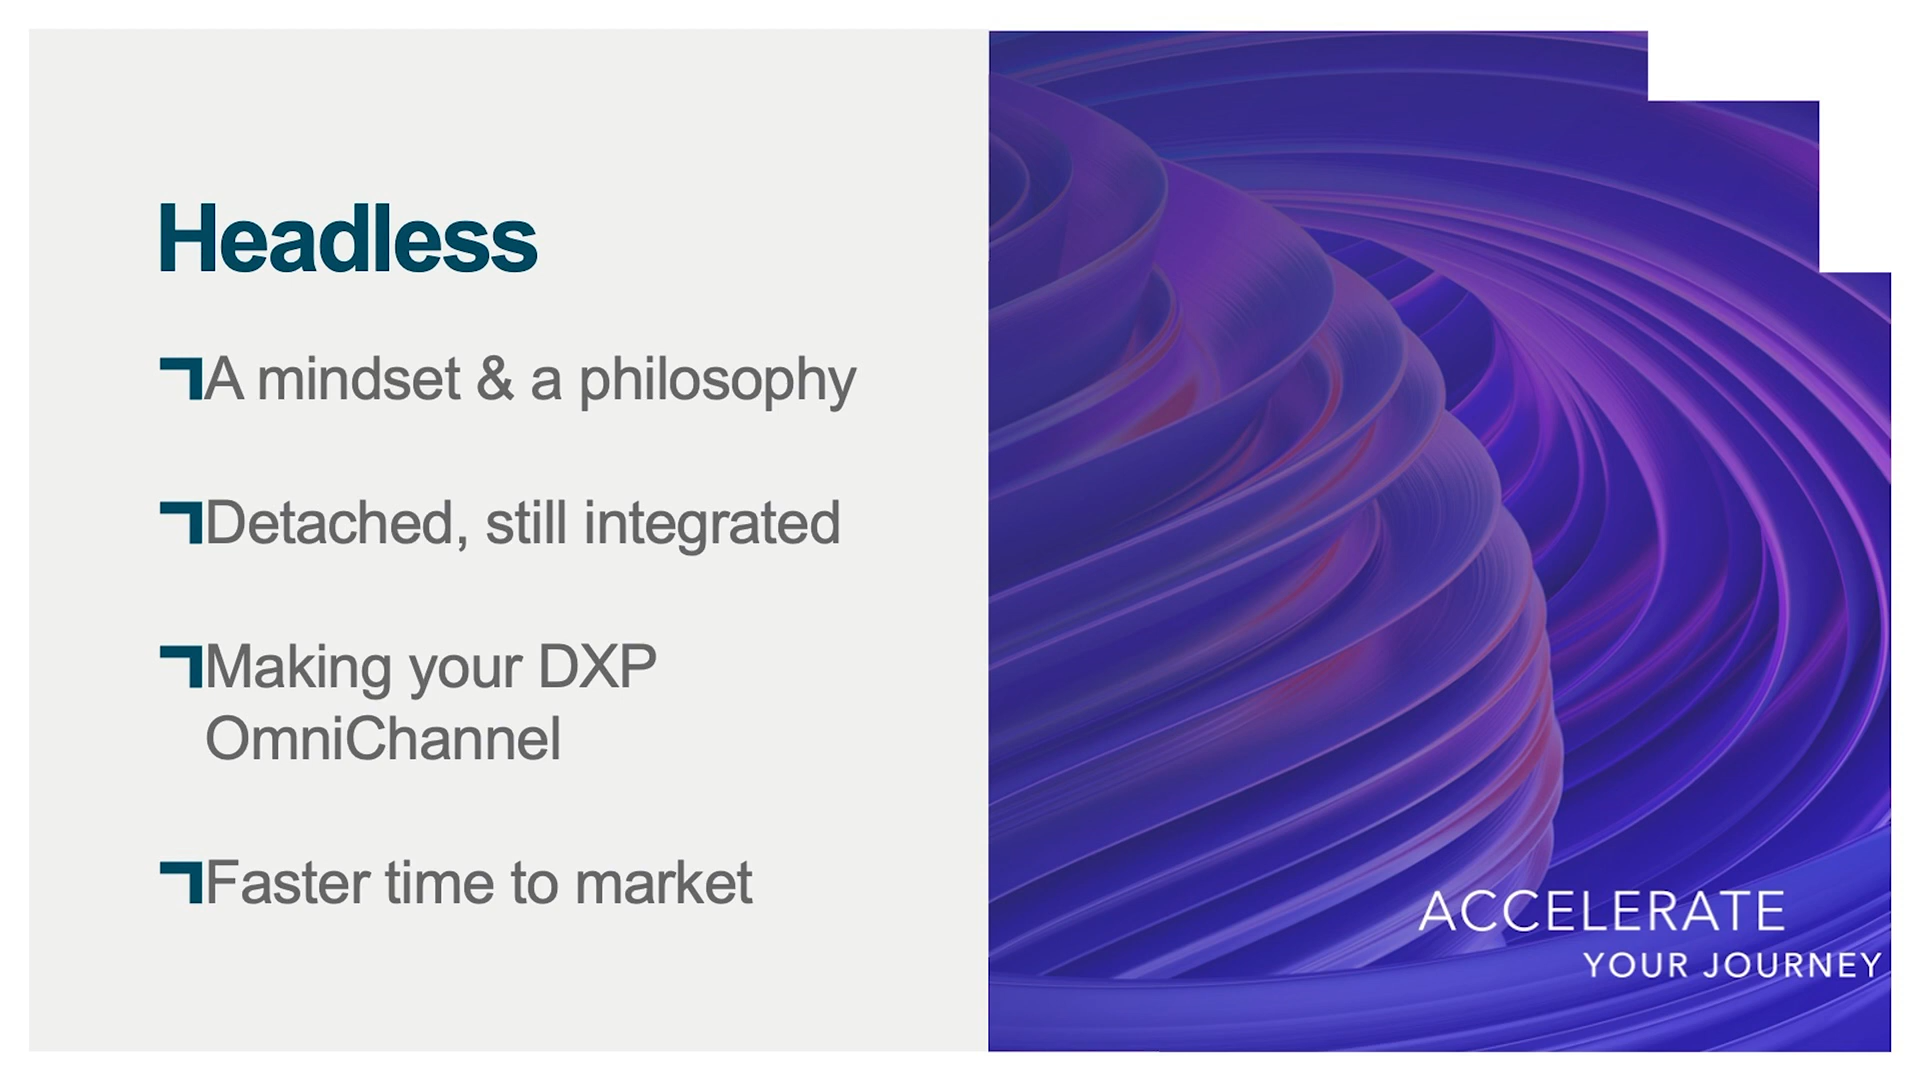 Headless
A mindset & a philosophy
Detached, still integrated
Making your DXP
OmniChannel
Faster time to market
ACCELERATE
YOUR JOURNEY